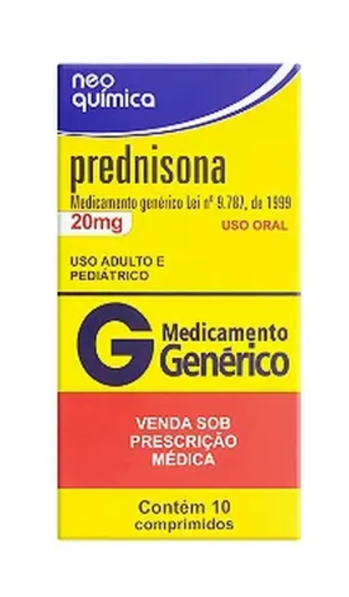 neo
química
prednisona
Medicamento genérico Lei nº 9.787, de 1999
20mg
USO ORAL
USO ADULTO E
PEDIÁTRICO
G Medicamento
Genérico
VENDA SOB
PRESCRIÇÃO
MÉDICA
Contém 10
comprimidos